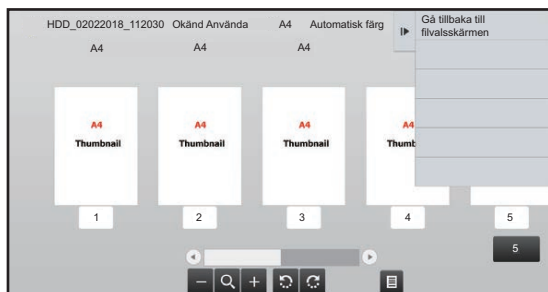 HDD_02022018_112030 Okänd Använda A4 Automatisk färg
Gå tillbaka till
filvalsskärmen
A4 A4 A4
A4 A4 A4 A4
Thumbnail Thumbnail Thumbnail Thumb
1 2 3 4 5
5